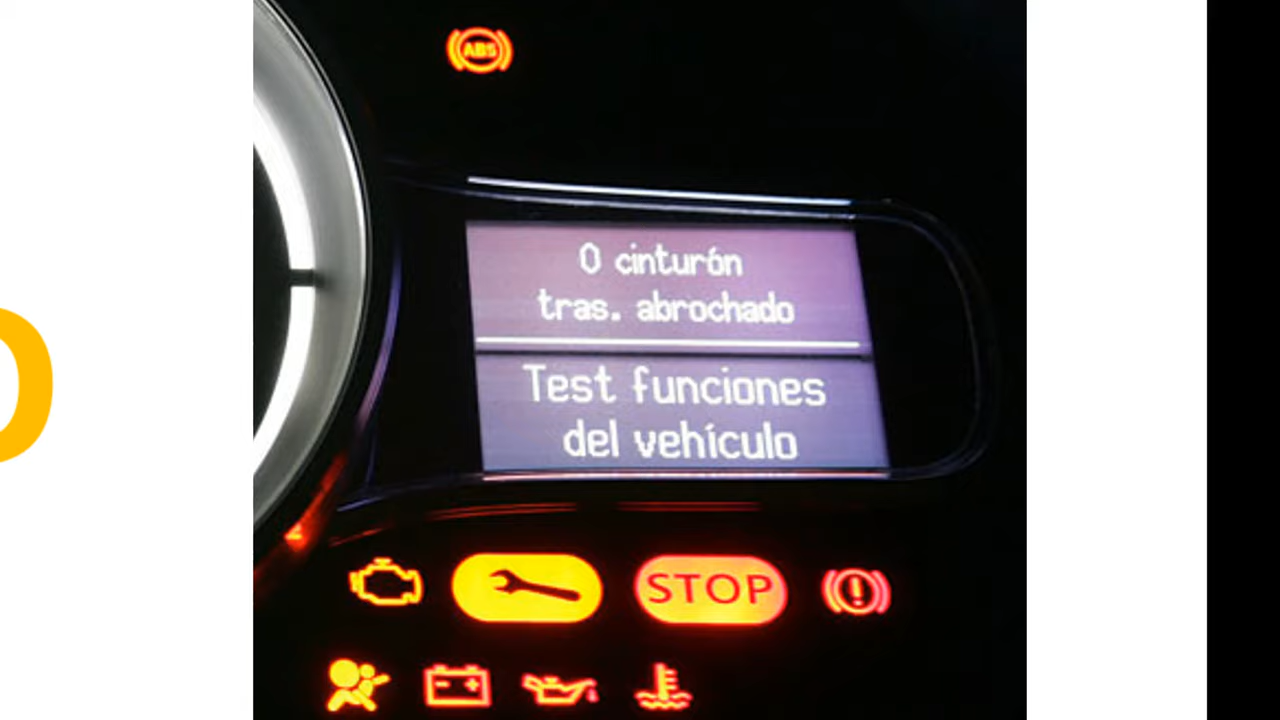 ABS
0 cinturón
tras. abrochado
Test funciones
del vehículo
STOP